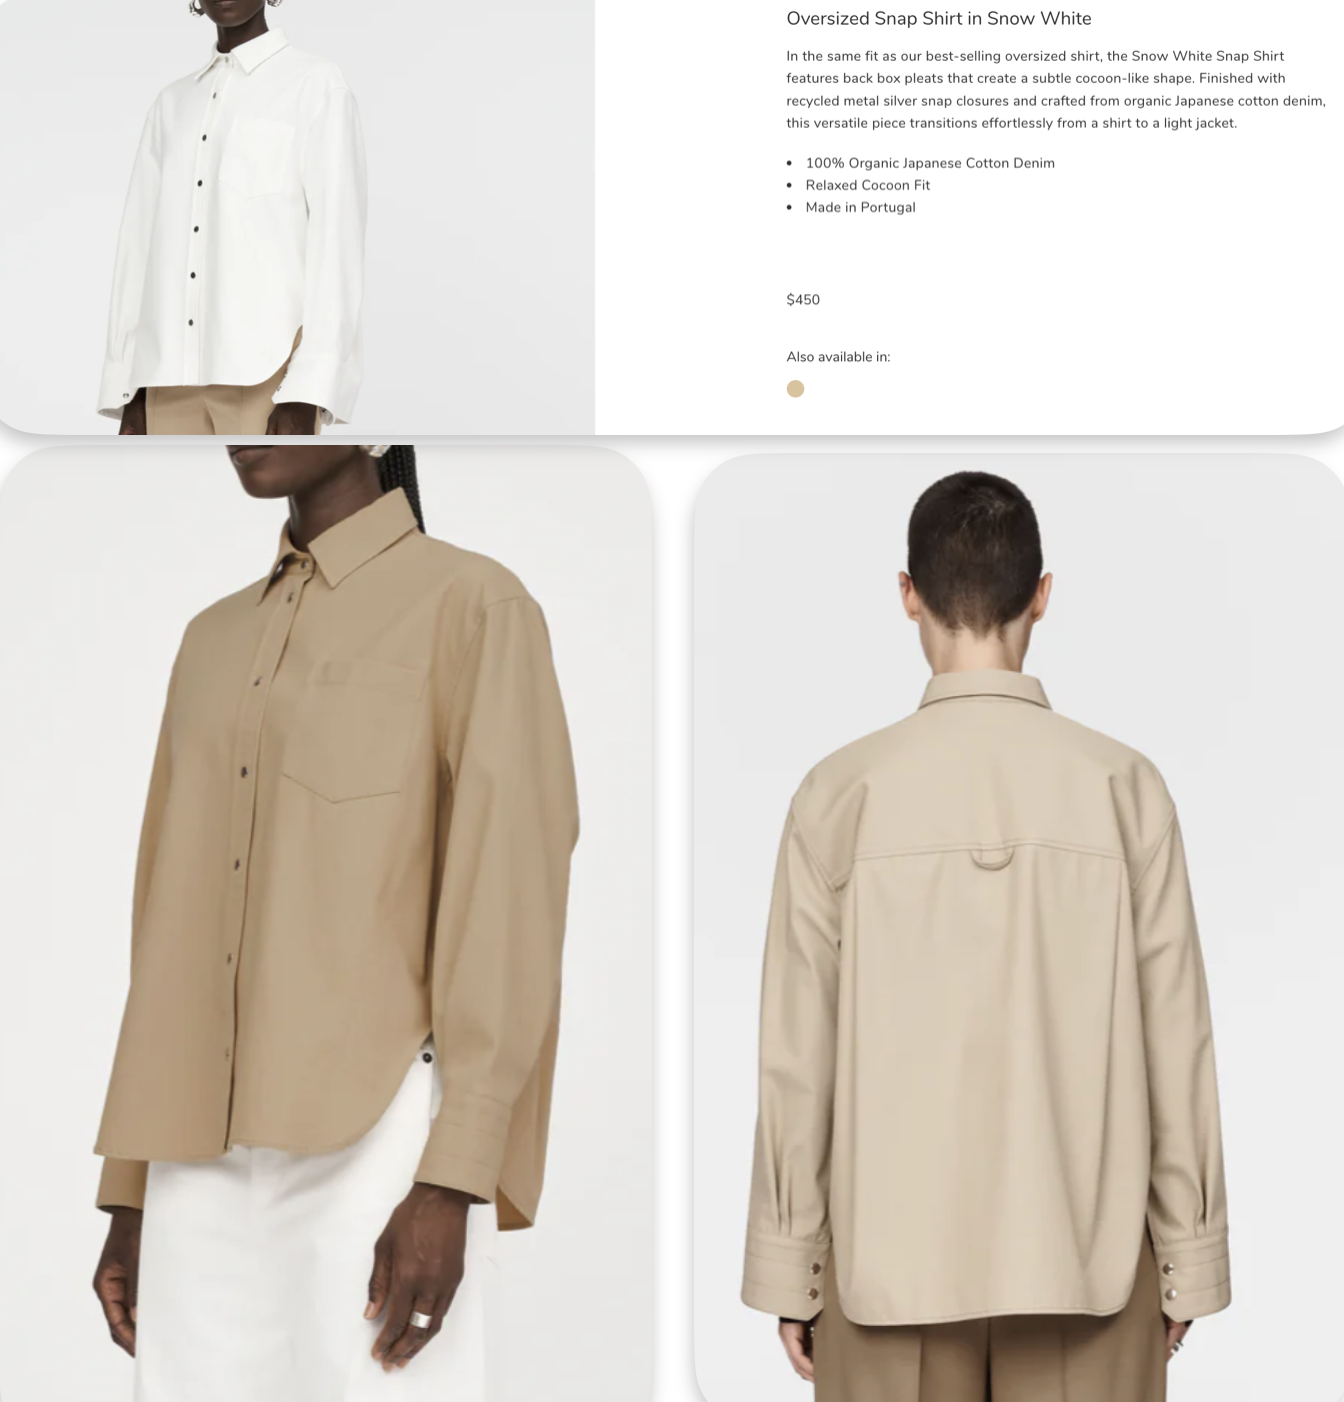 Oversized Snap Shirt in Snow White
In the same fit as our best-selling oversized shirt, the Snow White Snap Shirt
features back box pleats that create a subtle cocoon-like shape. Finished with
recycled metal silver snap closures and crafted from organic Japanese cotton denim,
this versatile piece transitions effortlessly from a shirt to a light jacket.
• 100% Organic Japanese Cotton Denim
• Relaxed Cocoon Fit
• Made in Portugal
$450
Also available in: